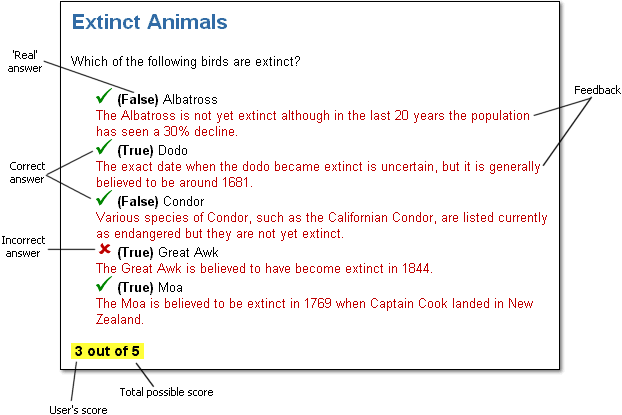 Extinct Animals
'Real'
answer
Which of the following birds are extinct?
Feedback
(False) Albatross
The Albatross is not yet extinct although in the last 20 years the population
has seen a 30% decline.
(True) Dodo
Correct
answer
The exact date when the dodo became extinct is uncertain, but it is generally
believed to be around 1681.
(False) Condor
Various species of Condor, such as the Californian Condor, are listed currently
as endangered but they are not yet extinct.
Incorrect
answer
(True) Great Awk
The Great Awk is believed to have become extinct in 1844.
(True) Moa
The Moa is believed to be extinct in 1769 when Captain Cook landed in New
Zealand.
3 out of 5
Total possible score
User's score